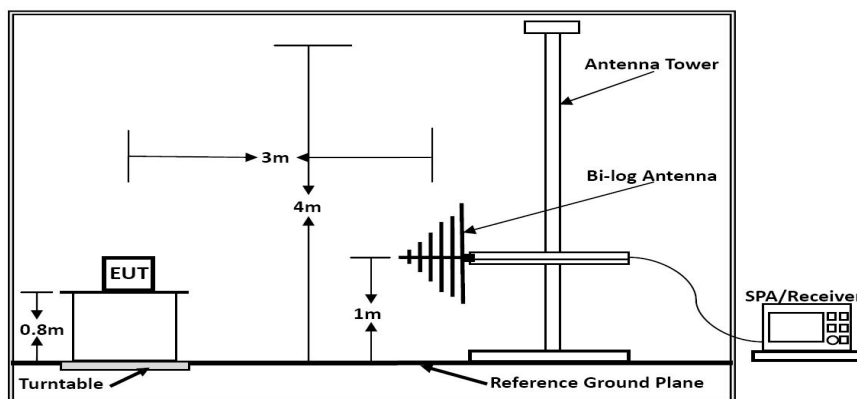 Antenna Tower
3m
Bi-log Antenna
4m
EUT
SPA/Receiver
0.8m
1m
Turntable
Reference Ground Plane